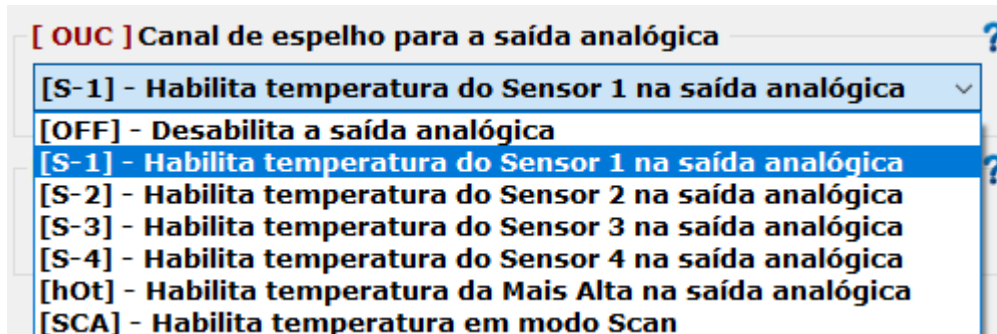 [ OUC ] Canal de espelho para a saída analógica ?
[S-1] - Habilita temperatura do Sensor 1 na saída analógica
[OFF] - Desabilita a saída analógica
[S-1] - Habilita temperatura do Sensor 1 na saída analógica ?
[S-2] - Habilita temperatura do Sensor 2 na saída analógica
[S-3] - Habilita temperatura do Sensor 3 na saída analógica
[S-4] - Habilita temperatura do Sensor 4 na saída analógica
[hOt] - Habilita temperatura da Mais Alta na saída analógica
[SCA] - Habilita temperatura em modo Scan